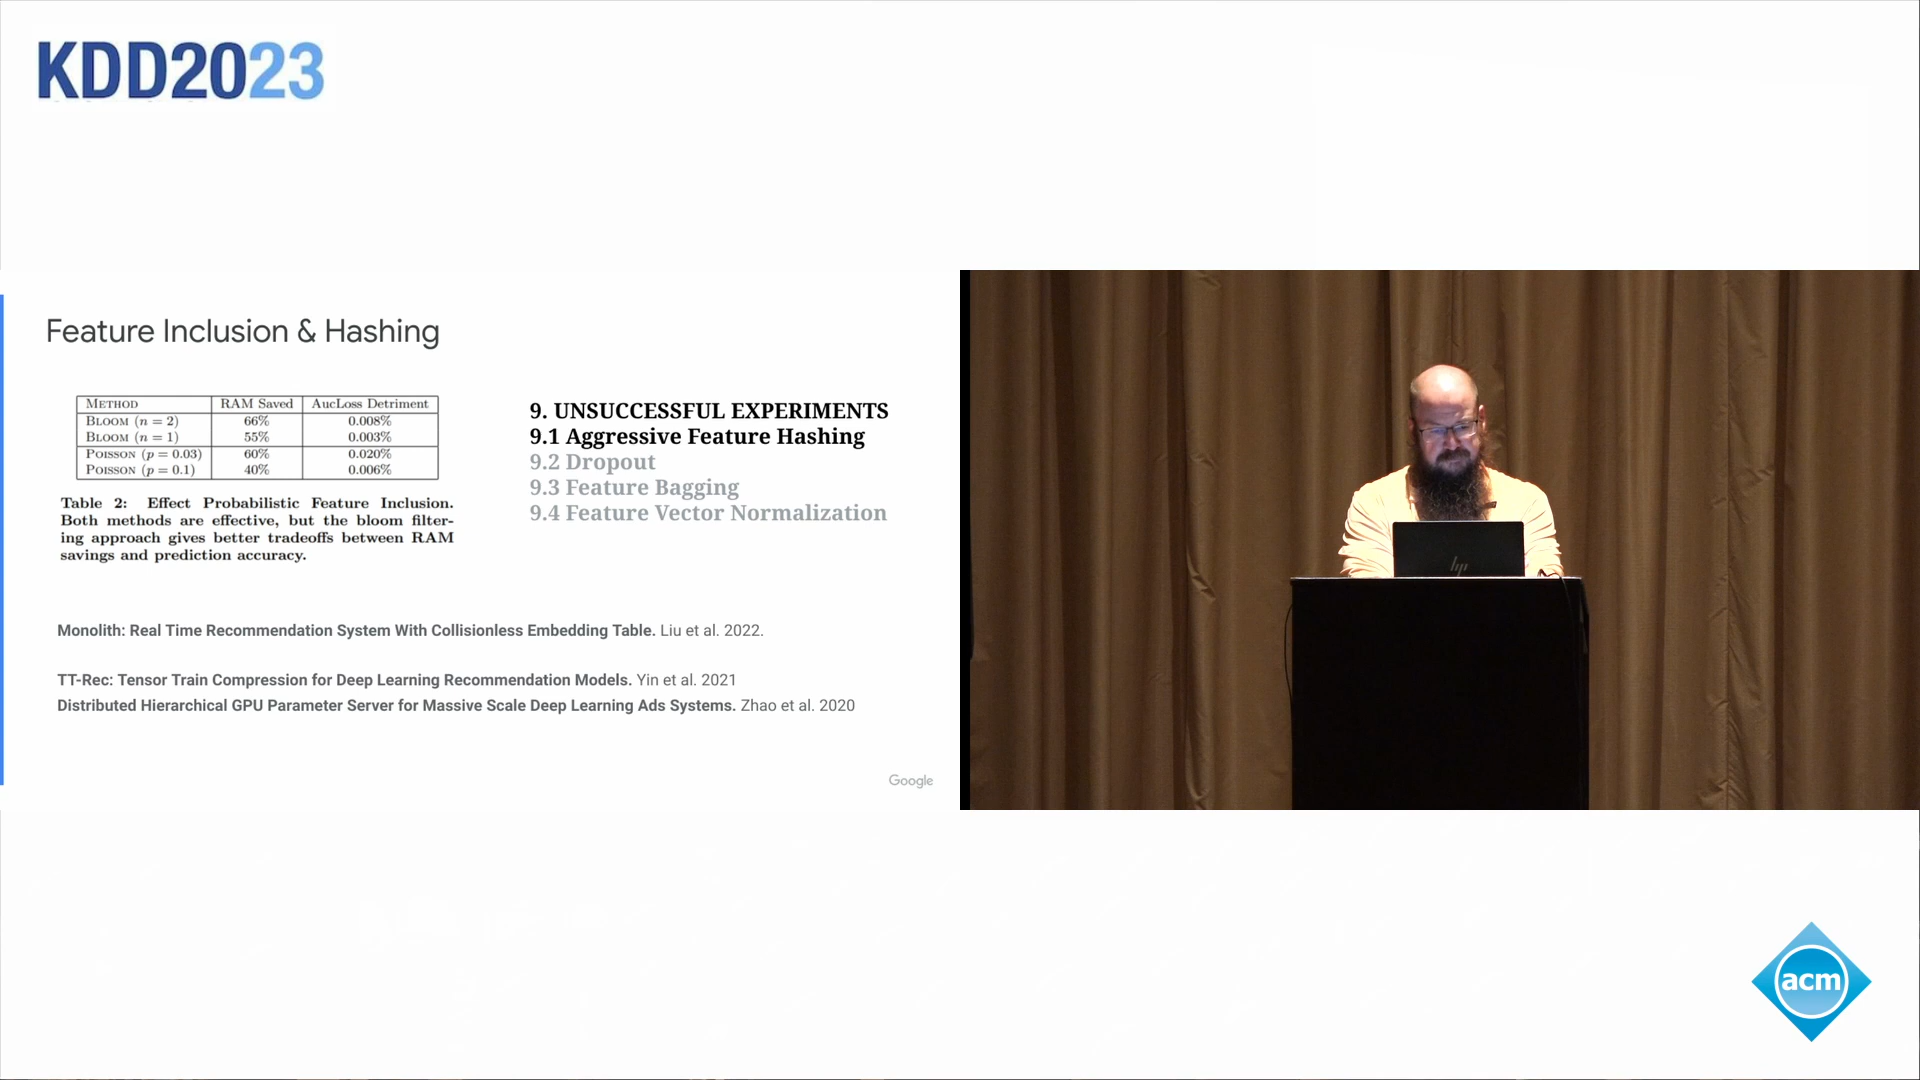 KDD2023
Feature Inclusion & Hashing
METHOD RAM Saved AucLoss Detriment
BLOOM (n = 2) 66% 0.008%
BLOOM (n = 1) 55% 0.003%
POISSON (p = 0.03) 60% 0.020%
POISSON (p = 0.1) 40% 0.006%
Table 2: Effect Probabilistic Feature Inclusion.
Both methods are effective, but the bloom filter-
ing approach gives better tradeoffs between RAM
savings and prediction accuracy.
9. UNSUCCESSFUL EXPERIMENTS
9.1 Aggressive Feature Hashing
9.2 Dropout
9.3 Feature Bagging
9.4 Feature Vector Normalization
Monolith: Real Time Recommendation System With Collisionless Embedding Table. Liu et al. 2022.
TT-Rec: Tensor Train Compression for Deep Learning Recommendation Models. Yin et al. 2021
Distributed Hierarchical GPU Parameter Server for Massive Scale Deep Learning Ads Systems. Zhao et al. 2020
Google
hp
acm